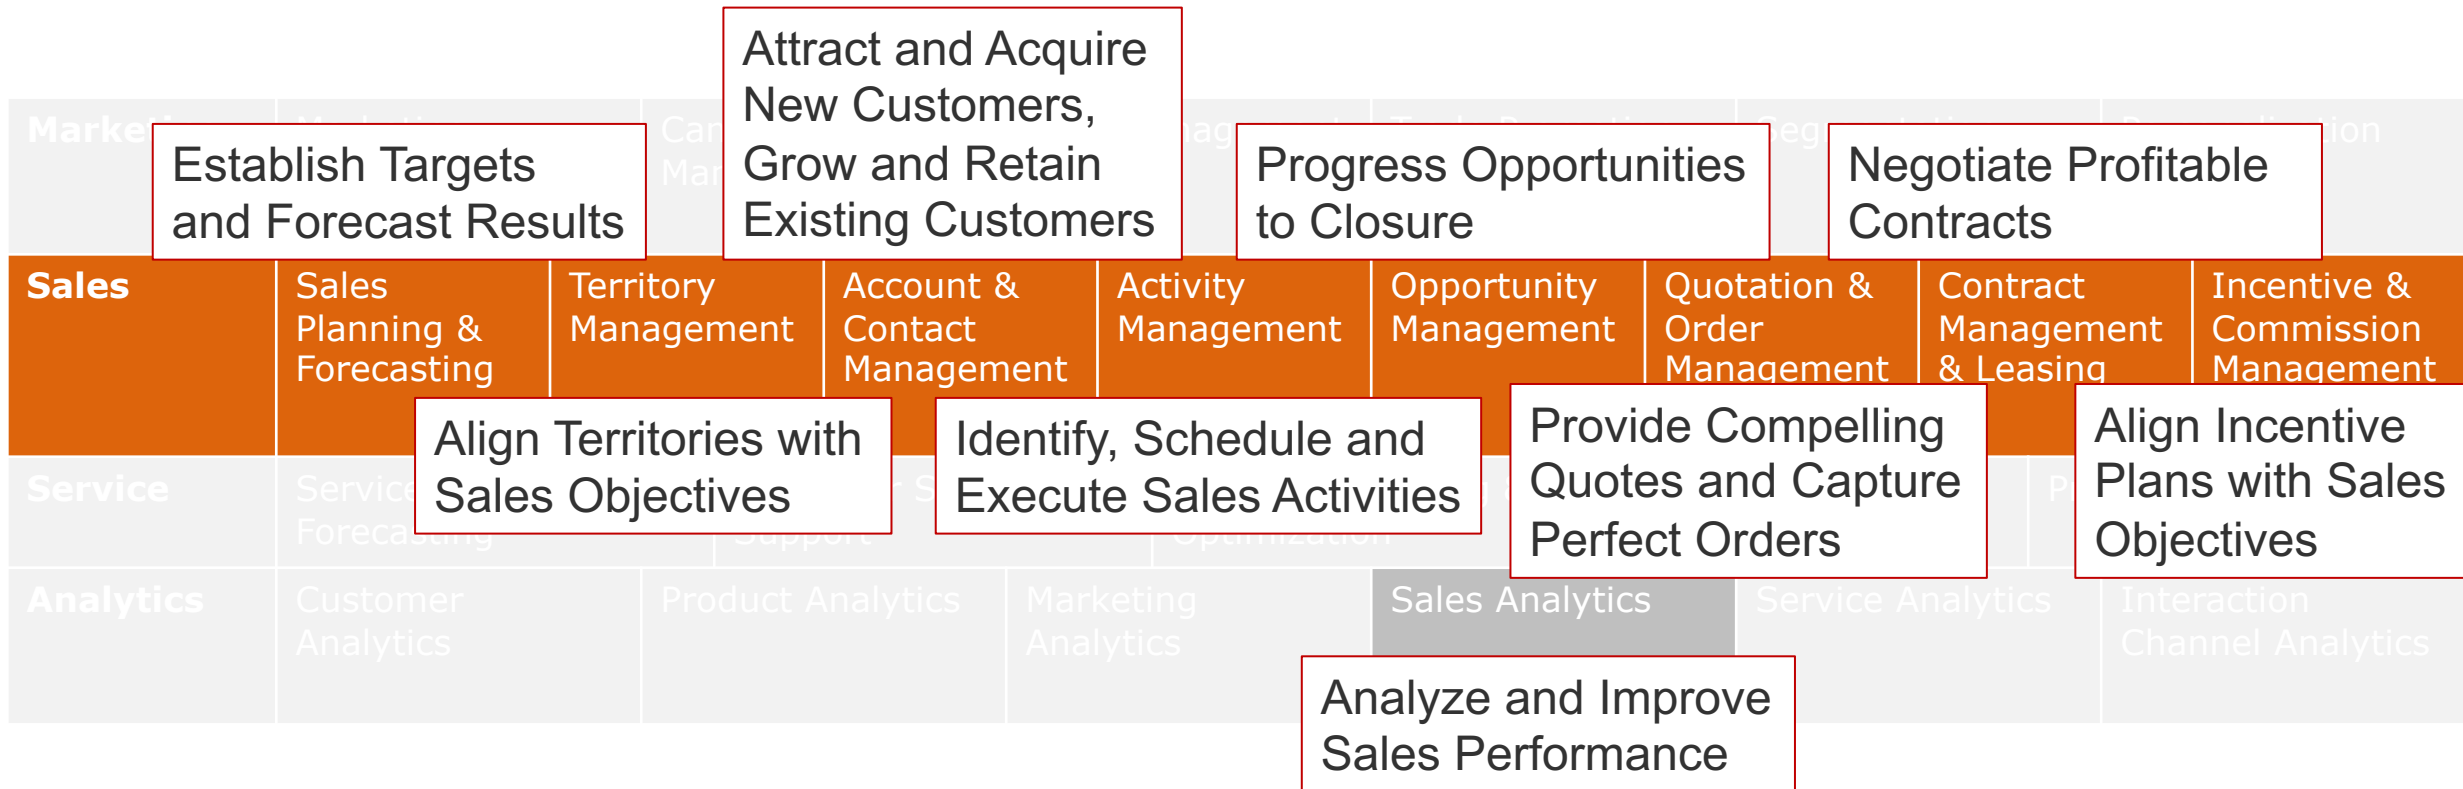 Attract and Acquire
New Customers,
Grow and Retain
Existing Customers
Establish Targets
and Forecast Results
Progress Opportunities
to Closure
Negotiate Profitable
Contracts
Sales
Sales
Planning &
Forecasting
Territory
Management
Account &
Contact
Management
Activity
Management
Opportunity
Management
Quotation &
Order
Management
Contract
Management
& Leasing
Incentive &
Commission
Management
Align Territories with
Sales Objectives
Identify, Schedule and
Execute Sales Activities
Provide Compelling
Quotes and Capture
Perfect Orders
Align Incentive
Plans with Sales
Objectives
Service
Service
Support
Optimization
Analytics
Customer
Analytics
Product Analytics
Marketing
Analytics
Sales Analytics
Service Analytics
Interaction
Channel Analytics
Analyze and Improve
Sales Performance